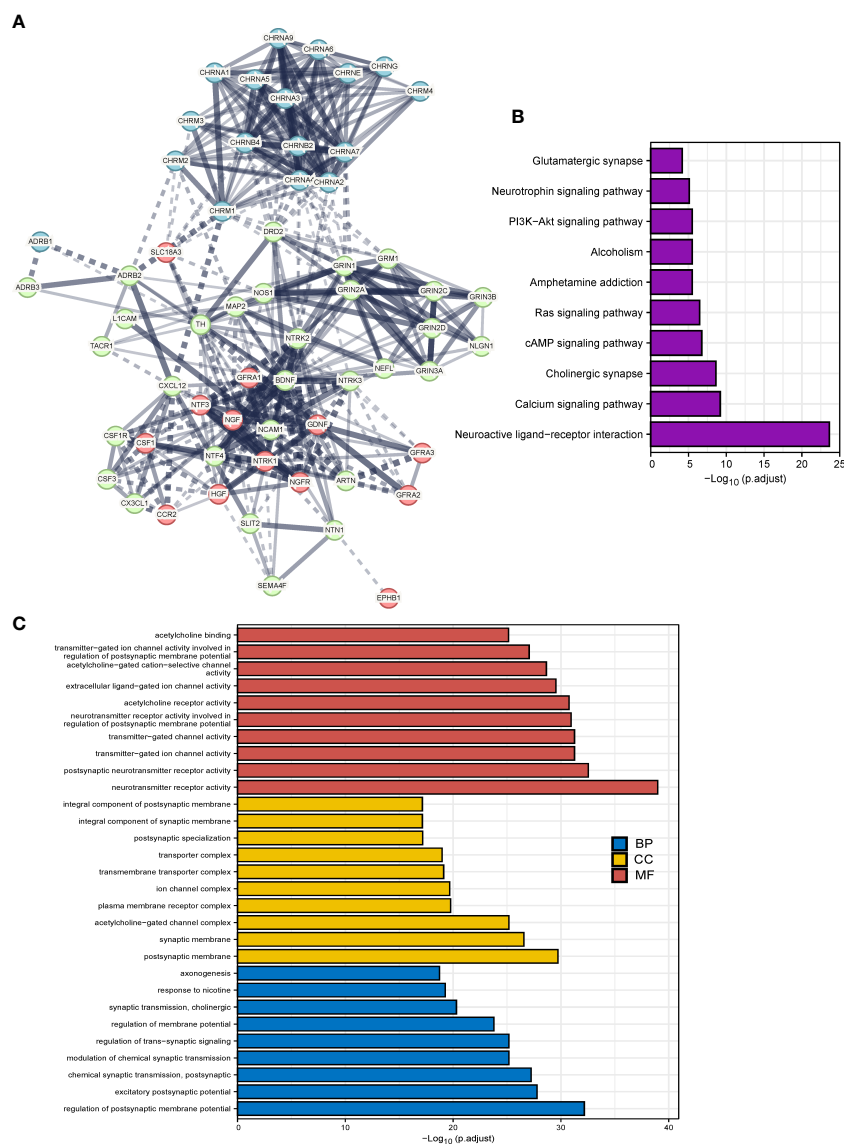 A
CHRNA9
CHRNA6
CHRNG
CHRNA1
CHRNA5
CHRNE
CHRM4
CHRNA3
CHRM3
CHRNB4
CHRNB2
CHRNA7
CHRM2
CHRNA2
CHRM1
DRD2
ADRB1
SLC18A3
GRM1
GRIN1
ADRB2
ADRB3
NOS1
GRIN2A
GRIN2C
GRIN3B
MAP2
L1CAM
TH
GRIN2D
NTRK2
TACR1
NLGN1
GFRA1
BDNF
NTRK3
NEFL
GRIN3A
CXCL12
NTF3
NGF
NCAM1
GDNF
CSF1R
CSF1
NTF4
NTRK1
GFRA3
CSF3
NGFR
ARTN
HGF
GFRA2
CX3CL1
CCR2
SLIT2
NTN1
SEMA4F
EPHB1
B
Glutamatergic synapse
Neurotrophin signaling pathway
PI3K−Akt signaling pathway
Alcoholism
Amphetamine addiction
Ras signaling pathway
cAMP signaling pathway
Cholinergic synapse
Calcium signaling pathway
Neuroactive ligand−receptor interaction
0 5 10 15 20 25
−Log10 (p.adjust)
C
acetylcholine binding
transmitter−gated ion channel activity involved in
regulation of postsynaptic membrane potential
acetylcholine−gated cation−selective channel
activity
extracellular ligand−gated ion channel activity
acetylcholine receptor activity
neurotransmitter receptor activity involved in
regulation of postsynaptic membrane potential
transmitter−gated channel activity
transmitter−gated ion channel activity
postsynaptic neurotransmitter receptor activity
neurotransmitter receptor activity
integral component of postsynaptic membrane
integral component of synaptic membrane
postsynaptic specialization
transporter complex
transmembrane transporter complex
ion channel complex
plasma membrane receptor complex
acetylcholine−gated channel complex
synaptic membrane
postsynaptic membrane
axonogenesis
response to nicotine
synaptic transmission, cholinergic
regulation of membrane potential
regulation of trans−synaptic signaling
modulation of chemical synaptic transmission
chemical synaptic transmission, postsynaptic
excitatory postsynaptic potential
regulation of postsynaptic membrane potential
BP
CC
MF
0 10 20 30 40
−Log10 (p.adjust)